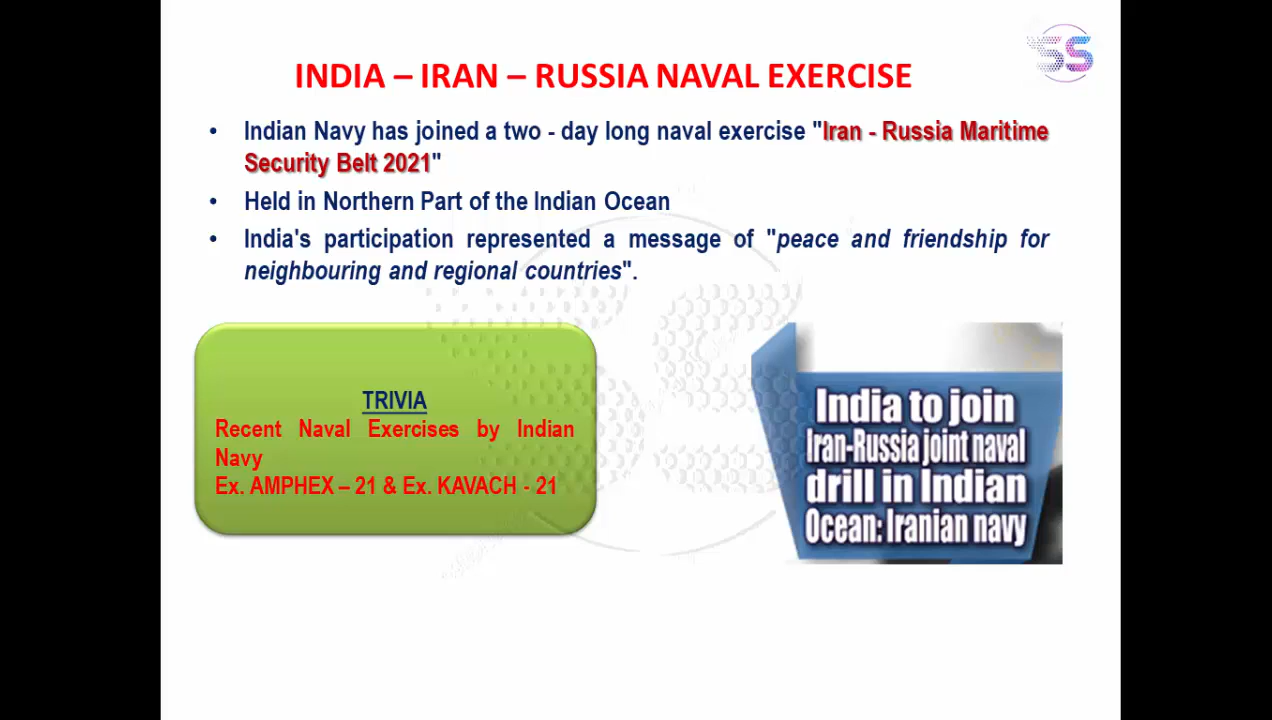 SS
INDIA – IRAN – RUSSIA NAVAL EXERCISE
• Indian Navy has joined a two - day long naval exercise "Iran - Russia Maritime
Security Belt 2021"
• Held in Northern Part of the Indian Ocean
• India's participation represented a message of "peace and friendship for
neighbouring and regional countries".
TRIVIA
Recent Naval Exercises by Indian
Navy
Ex. AMPHEX – 21 & Ex. KAVACH - 21
India to join
Iran-Russia joint naval
drill in Indian
Ocean: Iranian navy